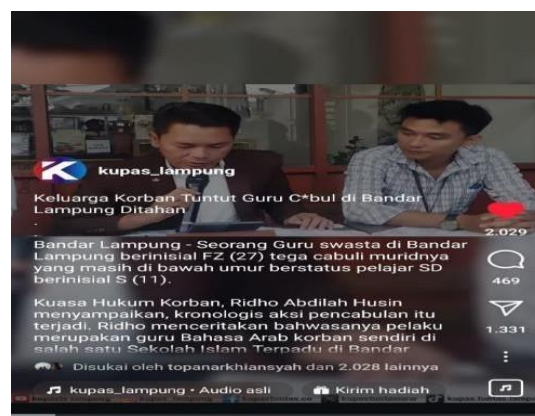 kupas_lampung
Keluarga Korban Tuntut Guru C*bul di Bandar
Lampung Ditahan
.
.
Bandar Lampung - Seorang Guru swasta di Bandar
Lampung berinisial FZ (27) tega cabuli muridnya
yang masih di bawah umur berstatus pelajar SD
berinisial S (11).
Kuasa Hukum Korban, Ridho Abdilah Husin
menyampaikan, kronologis aksi pencabulan itu
terjadi. Ridho menceritakan bahwasanya pelaku
merupakan guru Bahasa Arab korban sendiri di
salah satu Sekolah Islam Terpadu di Bandar
2.029
469
1.331
Disukai oleh topanarkhiansyah dan 2.028 lainnya
kupas_lampung • Audio asli
Kirim hadiah